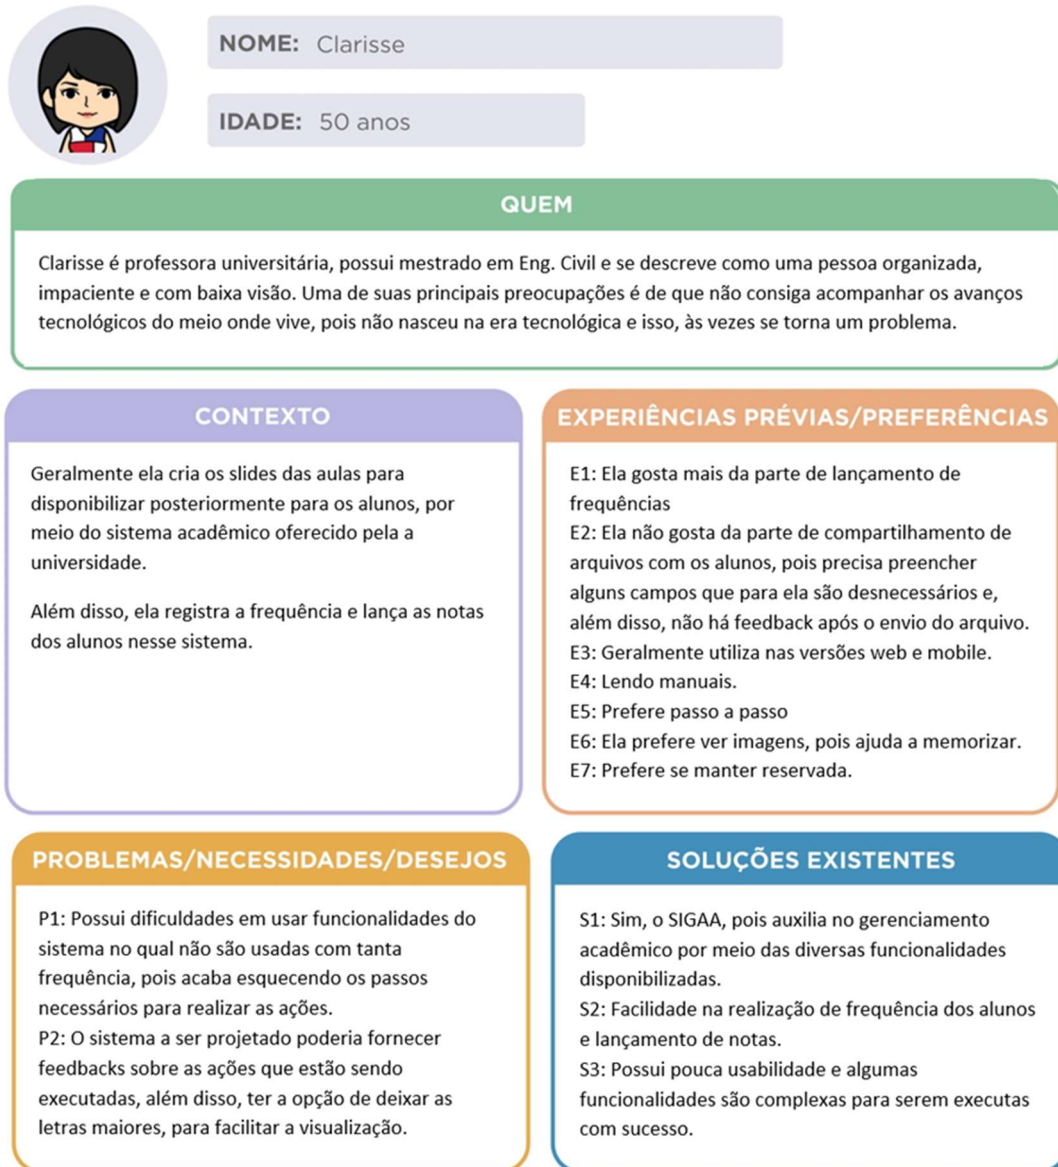 NOME: Clarisse
IDADE: 50 anos
QUEM
Clarisse é professora universitária, possui mestrado em Eng. Civil e se descreve como uma pessoa organizada,
impaciente e com baixa visão. Uma de suas principais preocupações é de que não consiga acompanhar os avanços
tecnológicos do meio onde vive, pois não nasceu na era tecnológica e isso, às vezes se torna um problema.
CONTEXTO
Geralmente ela cria os slides das aulas para
disponibilizar posteriormente para os alunos, por
meio do sistema acadêmico oferecido pela a
universidade.
Além disso, ela registra a frequência e lança as notas
dos alunos nesse sistema.
EXPERIÊNCIAS PRÉVIAS/PREFERÊNCIAS
E1: Ela gosta mais da parte de lançamento de
frequências
E2: Ela não gosta da parte de compartilhamento de
arquivos com os alunos, pois precisa preencher
alguns campos que para ela são desnecessários e,
além disso, não há feedback após o envio do arquivo.
E3: Geralmente utiliza nas versões web e mobile.
E4: Lendo manuais.
E5: Prefere passo a passo
E6: Ela prefere ver imagens, pois ajuda a memorizar.
E7: Prefere se manter reservada.
PROBLEMAS/NECESSIDADES/DESEJOS
P1: Possui dificuldades em usar funcionalidades do
sistema no qual não são usadas com tanta
frequência, pois acaba esquecendo os passos
necessários para realizar as ações.
P2: O sistema a ser projetado poderia fornecer
feedbacks sobre as ações que estão sendo
executadas, além disso, ter a opção de deixar as
letras maiores, para facilitar a visualização.
SOLUÇÕES EXISTENTES
S1: Sim, o SIGAA, pois auxilia no gerenciamento
acadêmico por meio das diversas funcionalidades
disponibilizadas.
S2: Facilidade na realização de frequência dos alunos
e lançamento de notas.
S3: Possui pouca usabilidade e algumas
funcionalidades são complexas para serem executas
com sucesso.